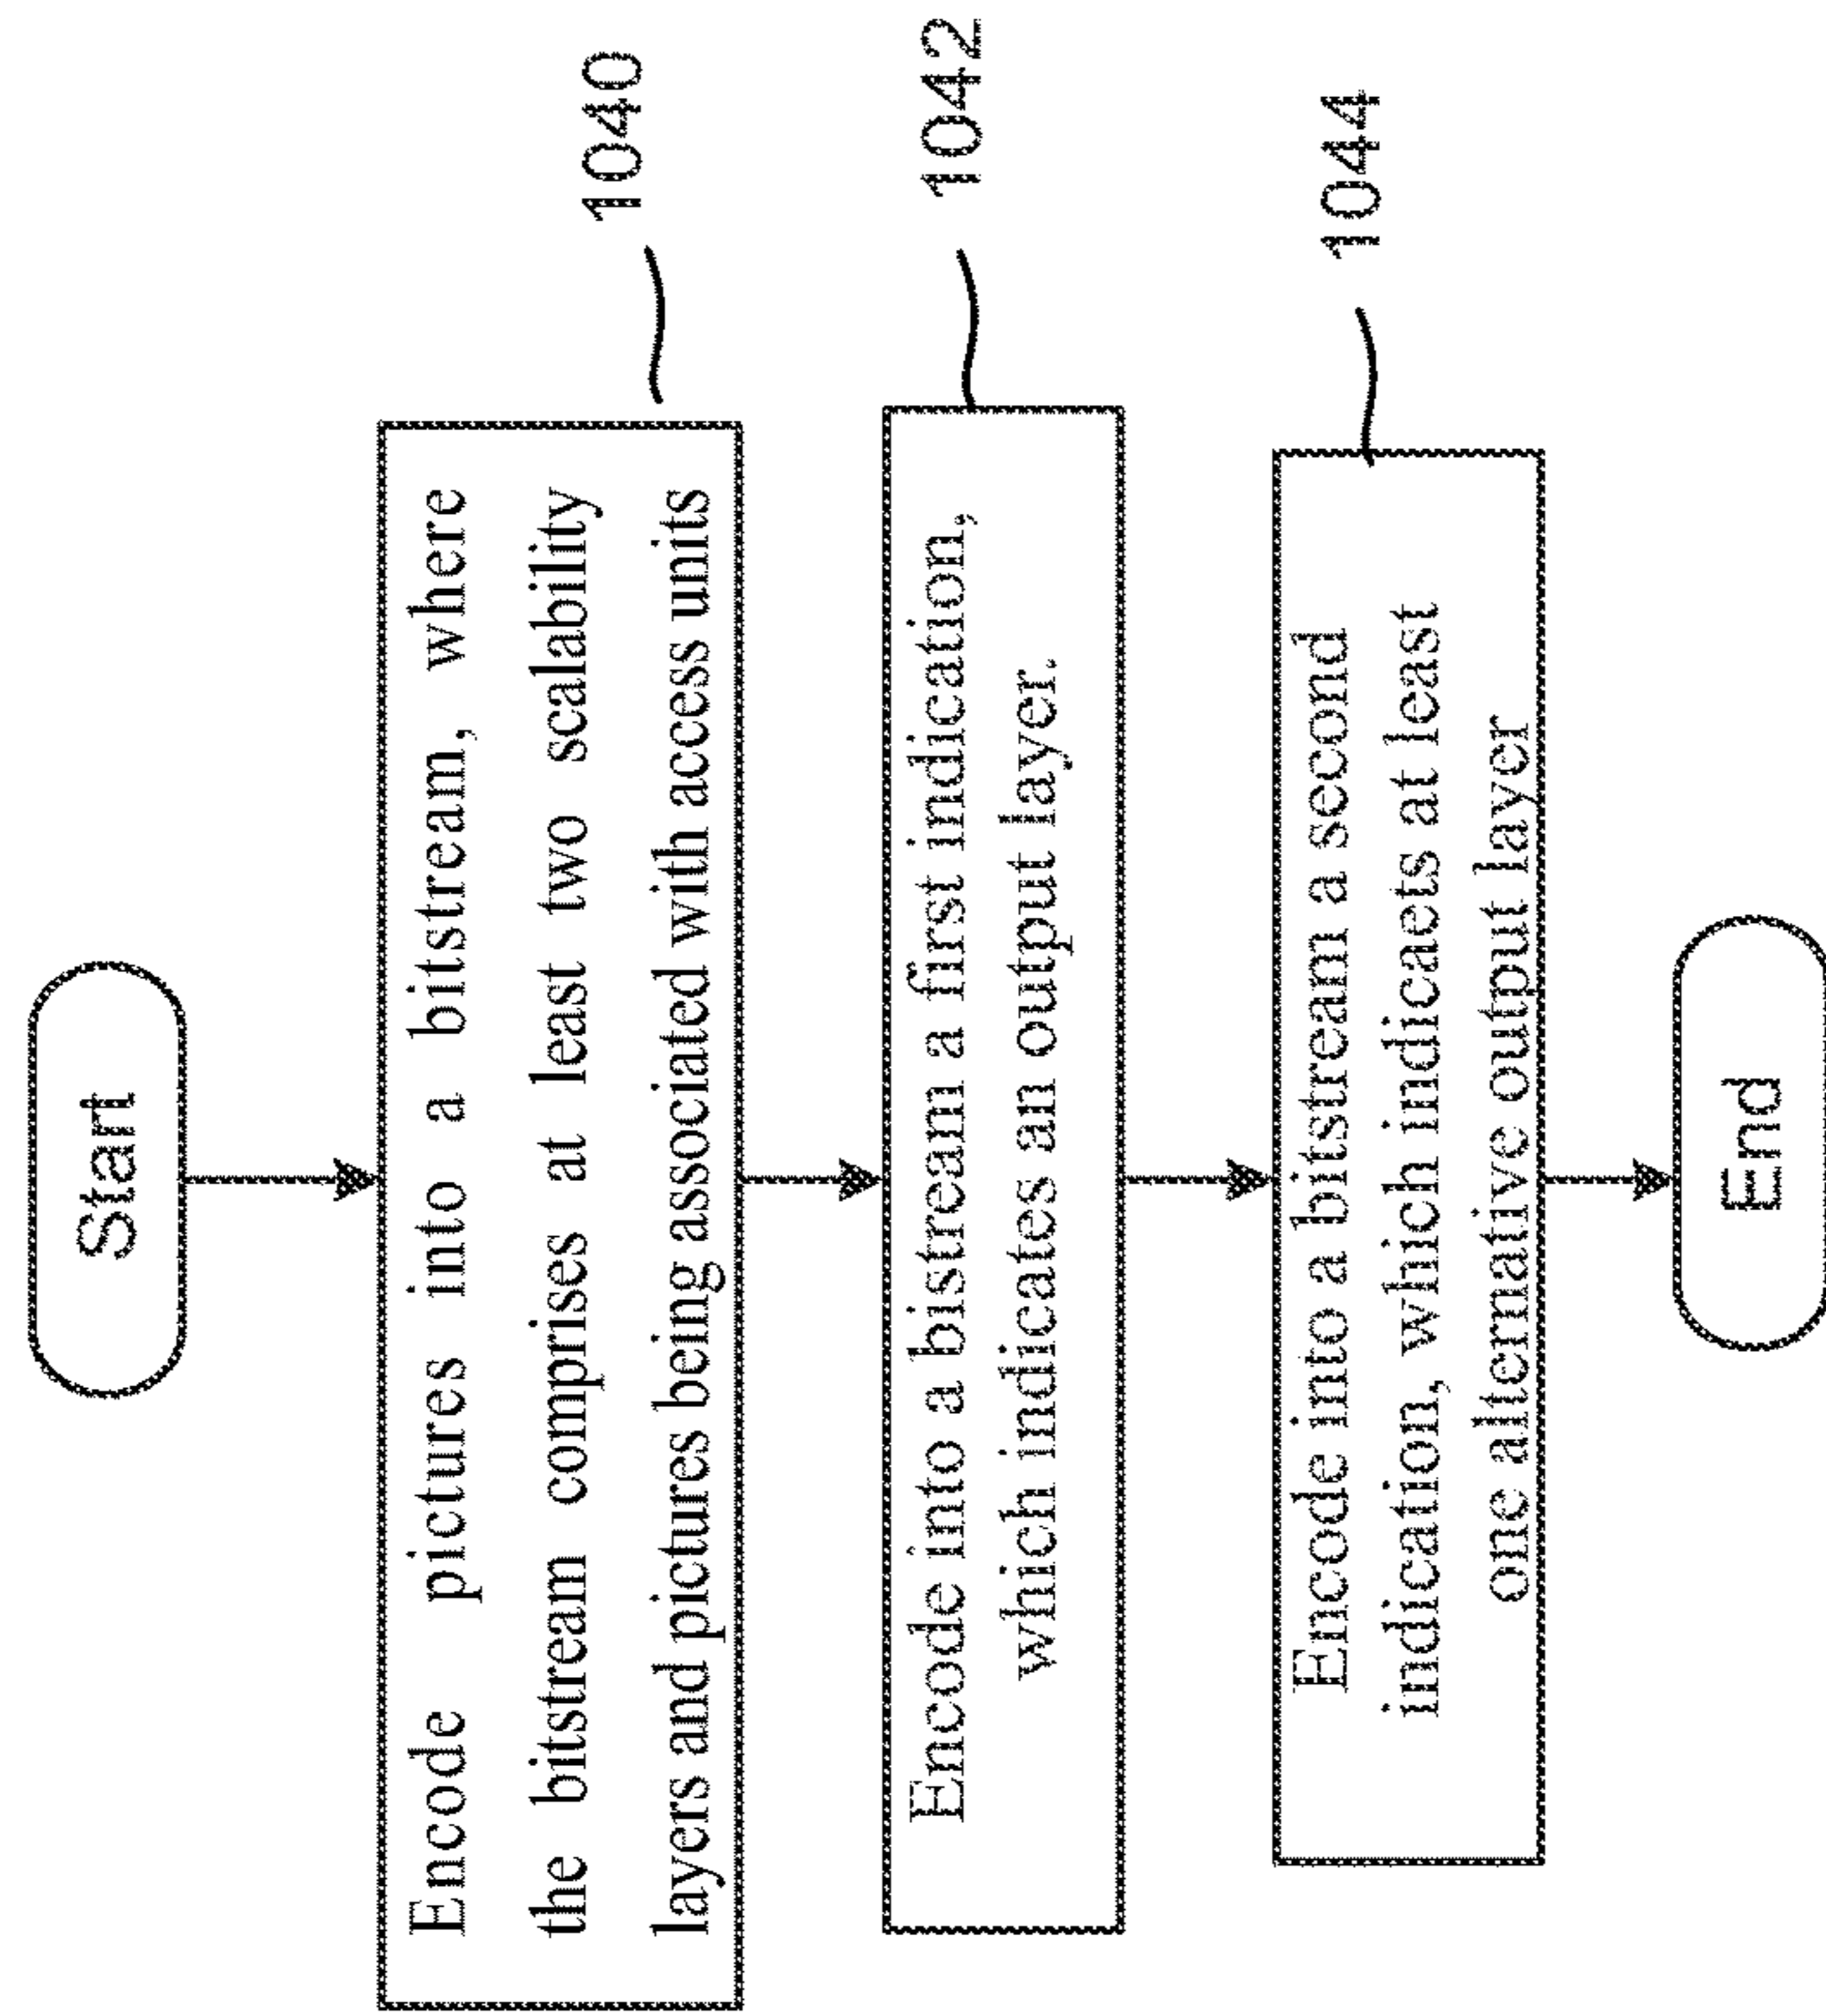 Start
Encode pictures into a bitstream, where
the bitstream comprises at least two scalability
layers and pictures being associated with access units
1040
Encode into a bistream a first indication,
which indicates an output layer.
1042
Encode into a bitstream a second
indication, which indicaets at least
one alternative output layer
1044
End